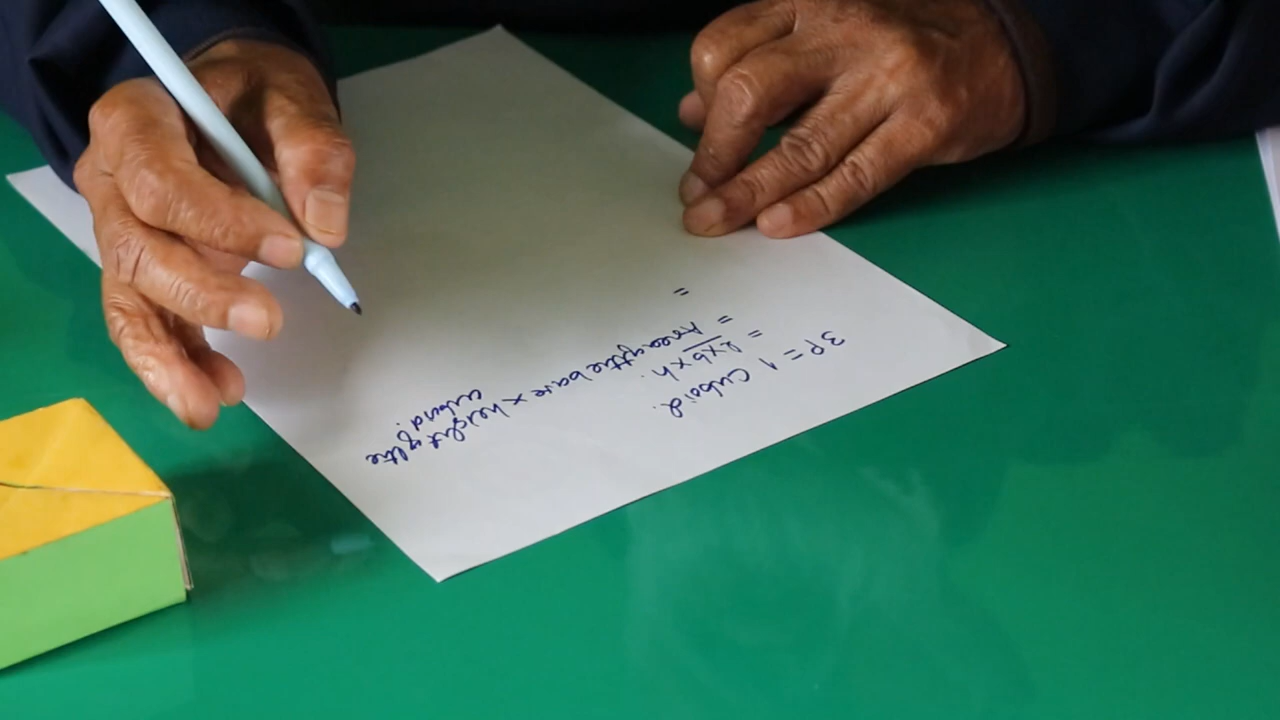 3P = 1 cuboid.
= l x b x h.
= Area of the base x height of the
cuboid.
=